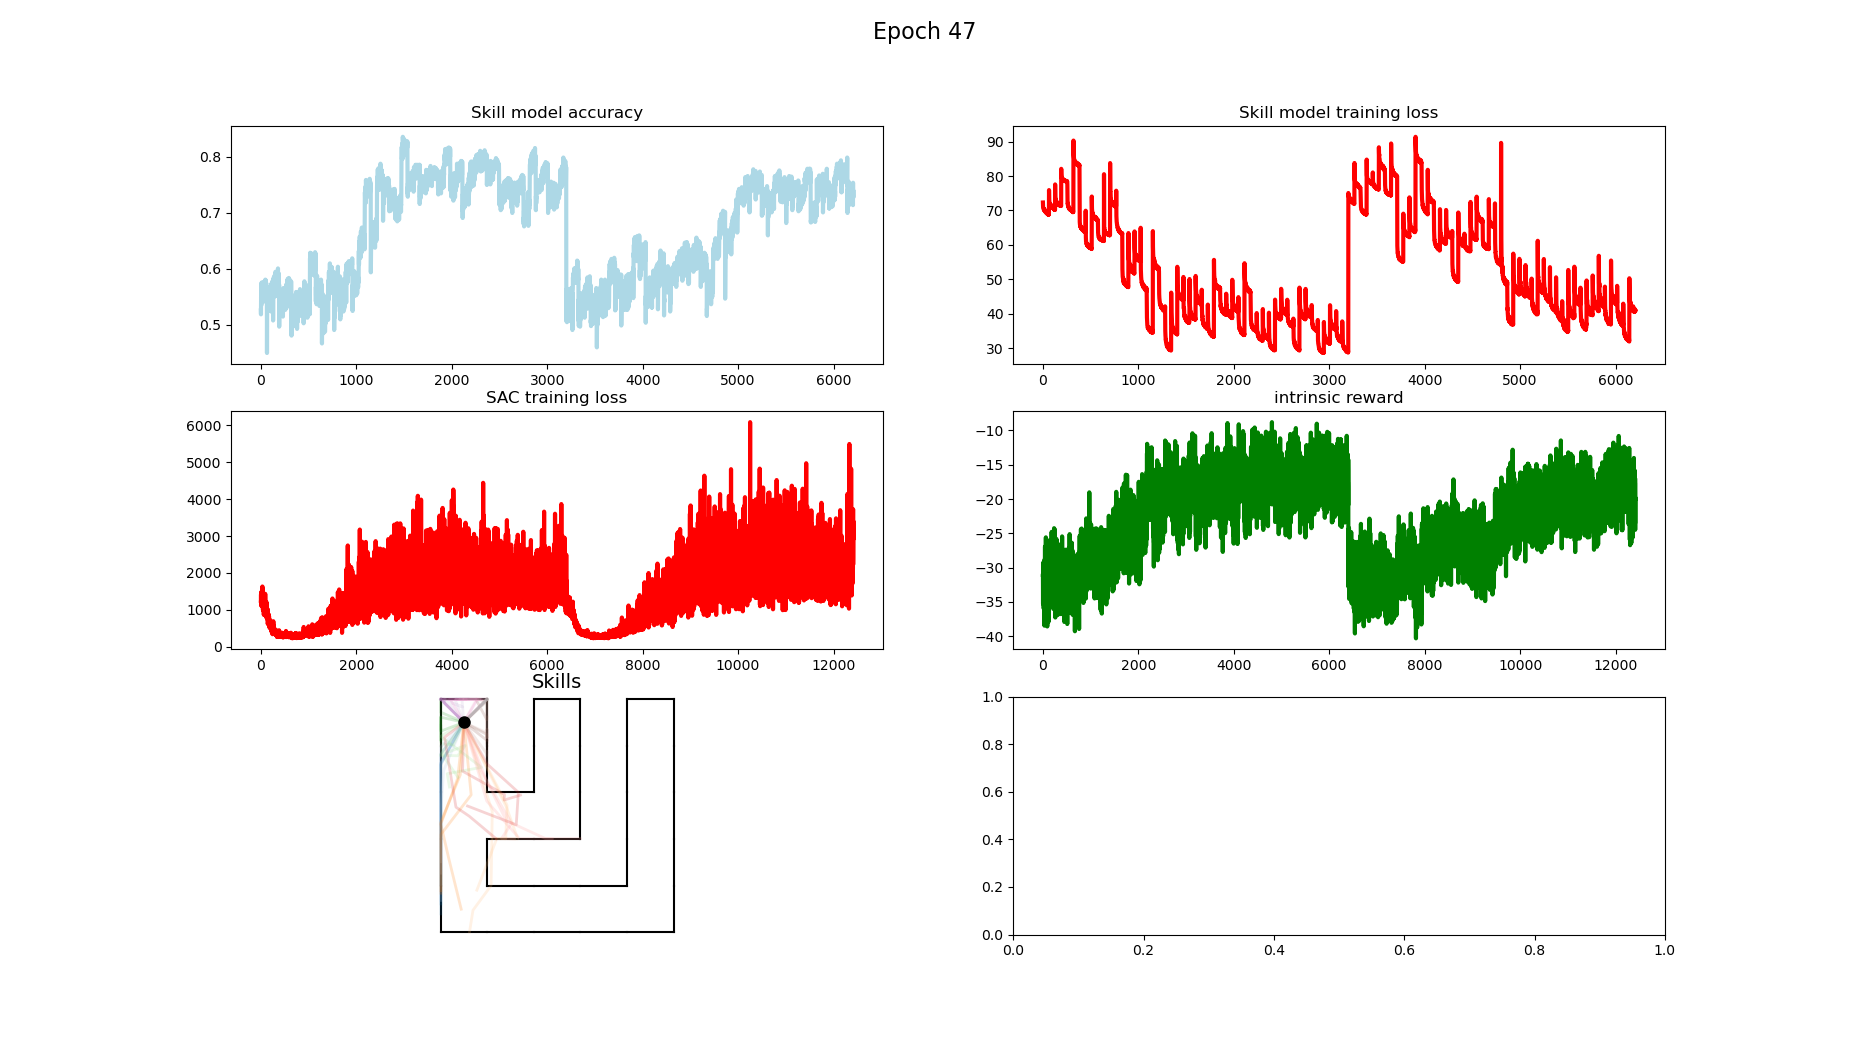 Epoch 47
Skill model accuracy
0.8
0.7
0.6
0.5
0 1000 2000 3000 4000 5000 6000
Skill model training loss
90
80
70
60
50
40
30
0 1000 2000 3000 4000 5000 6000
SAC training loss
6000
5000
4000
3000
2000
1000
0
0 2000 4000 6000 8000 10000 12000
intrinsic reward
−10
−15
−20
−25
−30
−35
−40
0 2000 4000 6000 8000 10000 12000
Skills
1.0
0.8
0.6
0.4
0.2
0.0
0.0 0.2 0.4 0.6 0.8 1.0